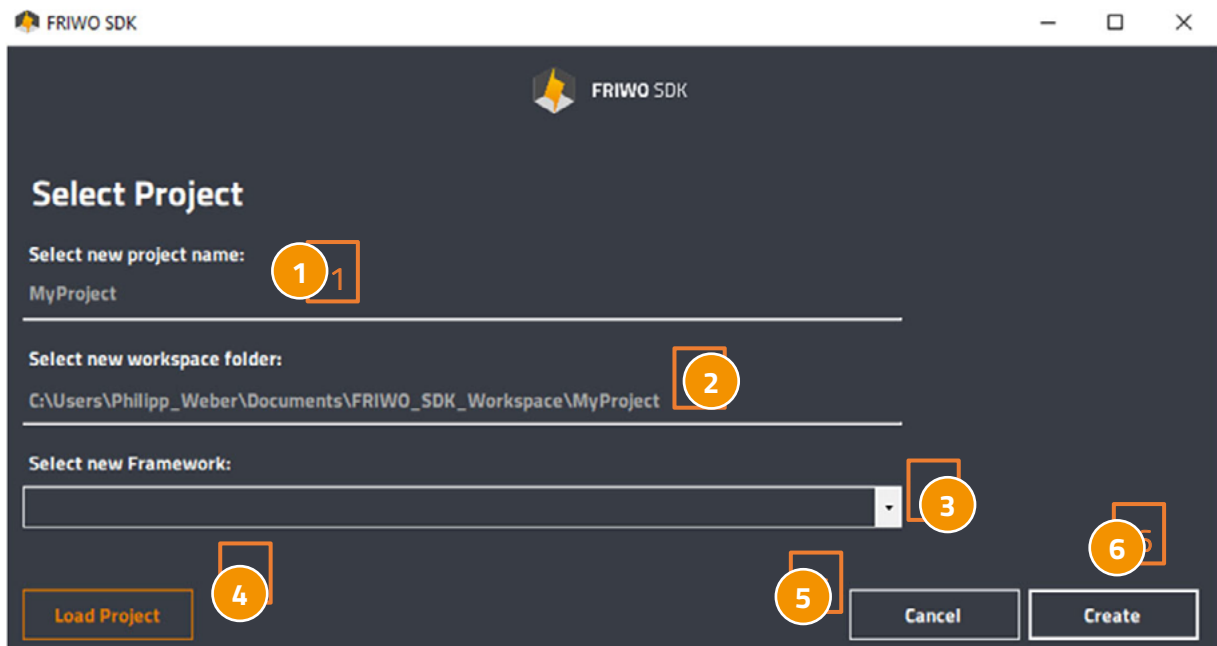 FRIWO SDK
FRIWO SDK
Select Project
Select new project name:
1 1
MyProject
Select new workspace folder:
2
C:\Users\Philipp_Weber\Documents\FRIWO_SDK_Workspace\MyProject
Select new Framework:
3
6
4
5
Load Project
Cancel
Create